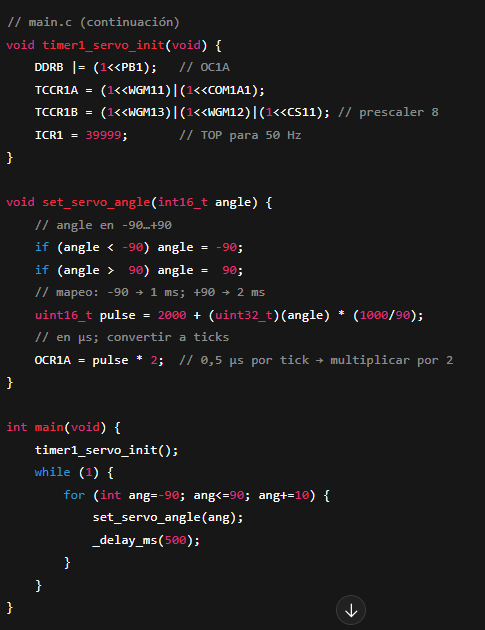 // main.c (continuación)
void timer1_servo_init(void) {
    DDRB |= (1<<PB1);   // OC1A
    TCCR1A = (1<<WGM11)|(1<<COM1A1);
    TCCR1B = (1<<WGM13)|(1<<WGM12)|(1<<CS11); // prescaler 8
    ICR1 = 39999;       // TOP para 50 Hz
}

void set_servo_angle(int16_t angle) {
    // angle en -90…+90
    if (angle < -90) angle = -90;
    if (angle >  90) angle =  90;
    // mapeo: -90 → 1 ms; +90 → 2 ms
    uint16_t pulse = 2000 + (uint32_t)(angle) * (1000/90);
    // en µs; convertir a ticks
    OCR1A = pulse * 2;  // 0,5 µs por tick → multiplicar por 2
}

int main(void) {
    timer1_servo_init();
    while (1) {
        for (int ang=-90; ang<=90; ang+=10) {
            set_servo_angle(ang);
            _delay_ms(500);
        }
    }
}